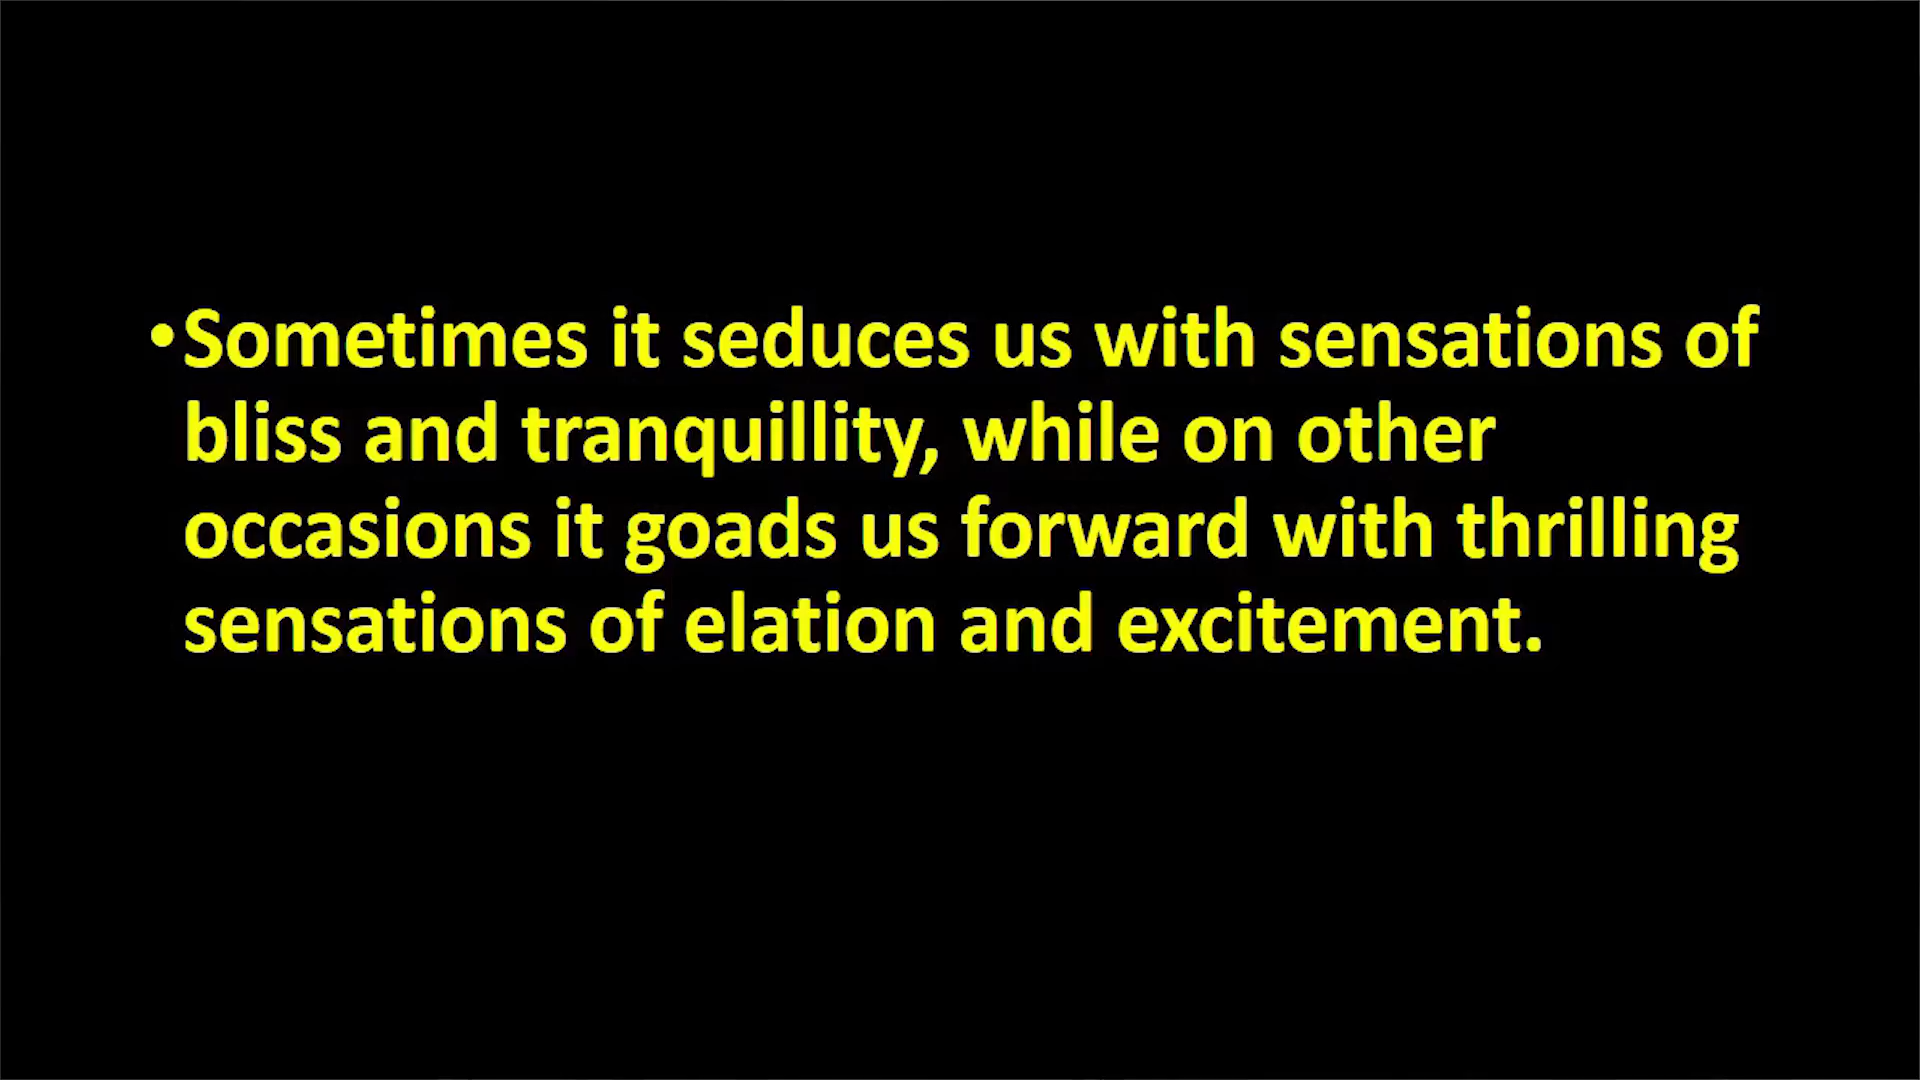 •Sometimes it seduces us with sensations of
bliss and tranquillity, while on other
occasions it goads us forward with thrilling
sensations of elation and excitement.